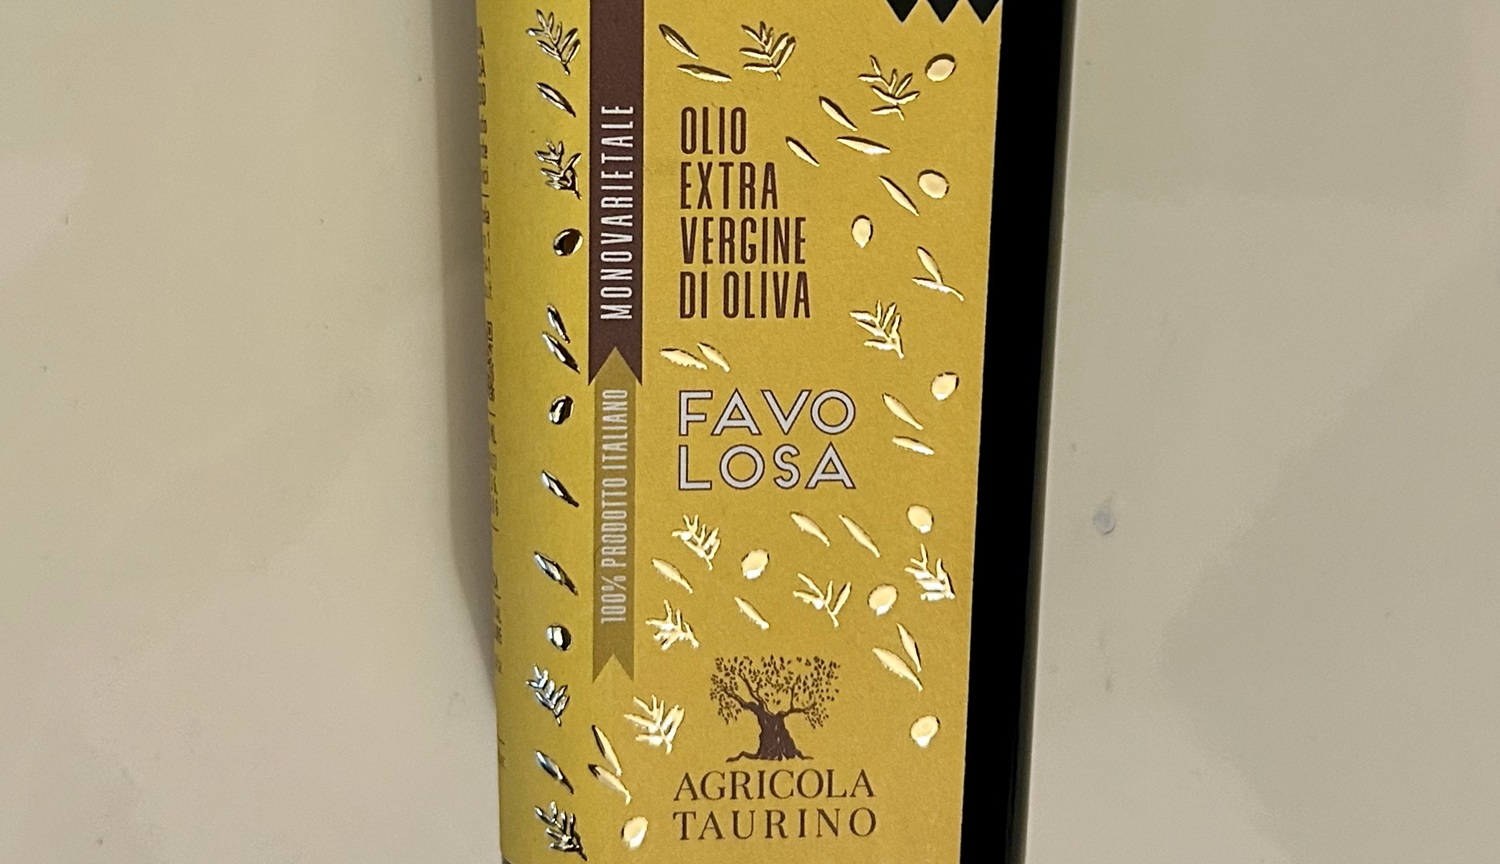 MONOVARIETALE
100% PRODOTTO ITALIANO
OLIO
EXTRA
VERGINE
DI OLIVA
FAVO
LOSA
AGRICOLA
TAURINO